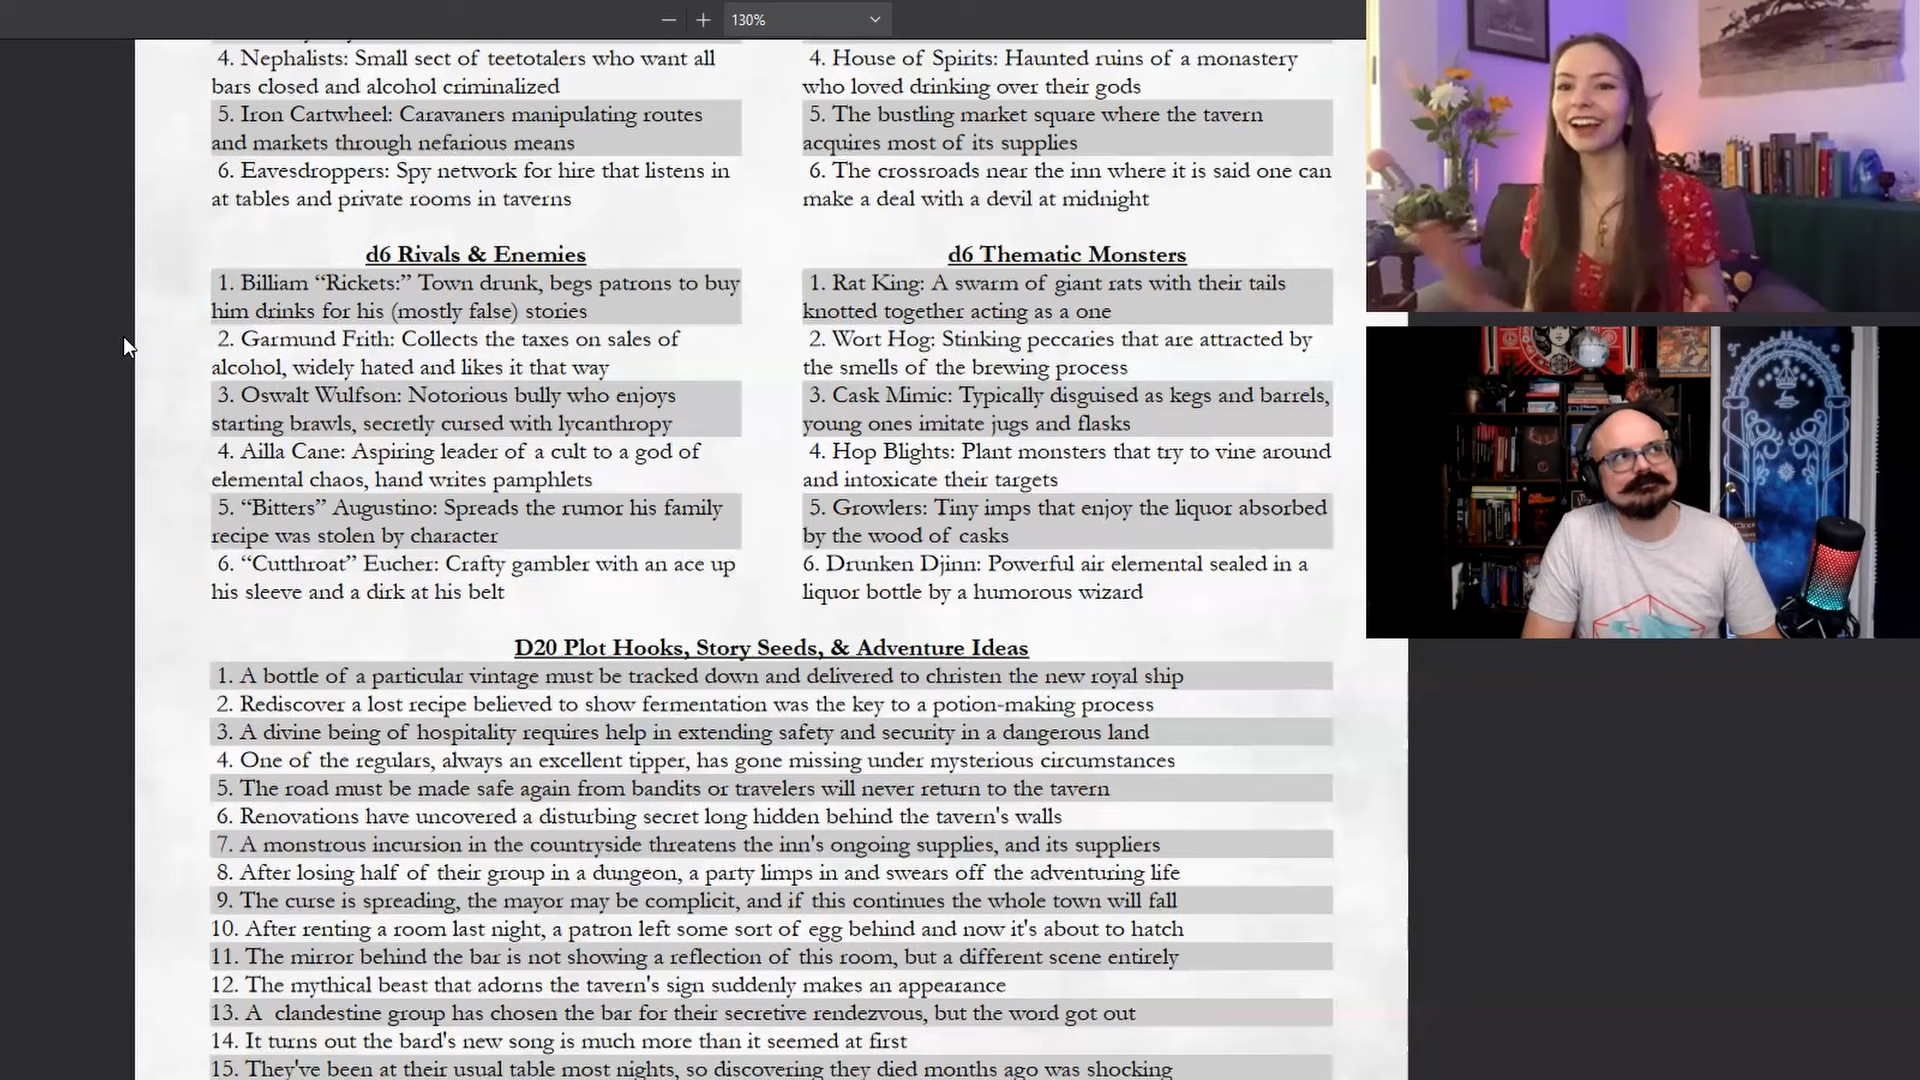 130%
4. Nephalists: Small sect of teetotalers who want all
bars closed and alcohol criminalized
5. Iron Cartwheel: Caravaners manipulating routes
and markets through nefarious means
6. Eavesdroppers: Spy network for hire that listens in
at tables and private rooms in taverns
4. House of Spirits: Haunted ruins of a monastery
who loved drinking over their gods
5. The bustling market square where the tavern
acquires most of its supplies
6. The crossroads near the inn where it is said one can
make a deal with a devil at midnight
d6 Rivals & Enemies
1. Billiam “Rickets:” Town drunk, begs patrons to buy
him drinks for his (mostly false) stories
2. Garmund Frith: Collects the taxes on sales of
alcohol, widely hated and likes it that way
3. Oswalt Wulfson: Notorious bully who enjoys
starting brawls, secretly cursed with lycanthropy
4. Ailla Cane: Aspiring leader of a cult to a god of
elemental chaos, hand writes pamphlets
5. “Bitters” Augustino: Spreads the rumor his family
recipe was stolen by character
6. “Cutthroat” Eucher: Crafty gambler with an ace up
his sleeve and a dirk at his belt
d6 Thematic Monsters
1. Rat King: A swarm of giant rats with their tails
knotted together acting as a one
2. Wort Hog: Stinking peccaries that are attracted by
the smells of the brewing process
3. Cask Mimic: Typically disguised as kegs and barrels,
young ones imitate jugs and flasks
4. Hop Blights: Plant monsters that try to vine around
and intoxicate their targets
5. Growlers: Tiny imps that enjoy the liquor absorbed
by the wood of casks
6. Drunken Djinn: Powerful air elemental sealed in a
liquor bottle by a humorous wizard
D20 Plot Hooks, Story Seeds, & Adventure Ideas
1. A bottle of a particular vintage must be tracked down and delivered to christen the new royal ship
2. Rediscover a lost recipe believed to show fermentation was the key to a potion-making process
3. A divine being of hospitality requires help in extending safety and security in a dangerous land
4. One of the regulars, always an excellent tipper, has gone missing under mysterious circumstances
5. The road must be made safe again from bandits or travelers will never return to the tavern
6. Renovations have uncovered a disturbing secret long hidden behind the tavern's walls
7. A monstrous incursion in the countryside threatens the inn's ongoing supplies, and its suppliers
8. After losing half of their group in a dungeon, a party limps in and swears off the adventuring life
9. The curse is spreading, the mayor may be complicit, and if this continues the whole town will fall
10. After renting a room last night, a patron left some sort of egg behind and now it's about to hatch
11. The mirror behind the bar is not showing a reflection of this room, but a different scene entirely
12. The mythical beast that adorns the tavern's sign suddenly makes an appearance
13. A clandestine group has chosen the bar for their secretive rendezvous, but the word got out
14. It turns out the bard's new song is much more than it seemed at first
15. They've been at their usual table most nights, so discovering they died months ago was shocking